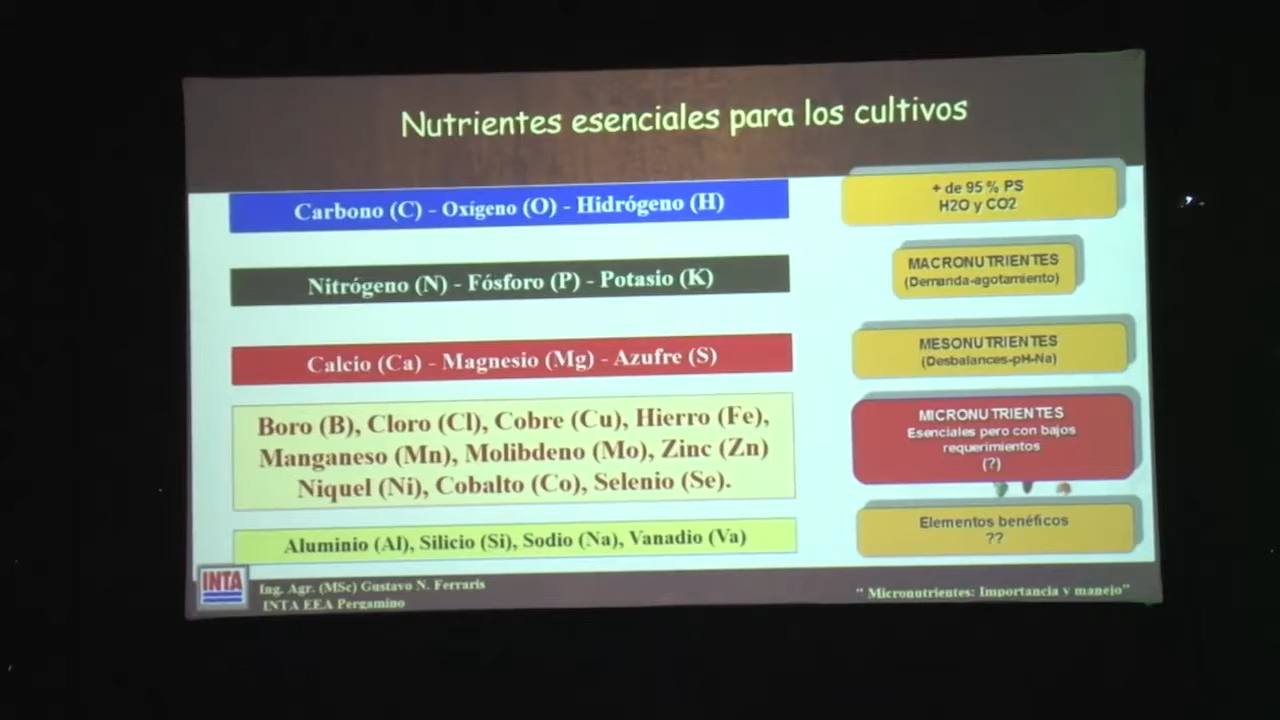 Nutrientes esenciales para los cultivos
Carbono (C) - Oxígeno (O) - Hidrógeno (H)
+ de 95 % PS
H2O y CO2
Nitrógeno (N) - Fósforo (P) - Potasio (K)
MACRONUTRIENTES
(Demanda-agotamiento)
Calcio (Ca) - Magnesio (Mg) - Azufre (S)
MESONUTRIENTES
(Desbalances-pH-Na)
Boro (B), Cloro (Cl), Cobre (Cu), Hierro (Fe),
Manganeso (Mn), Molibdeno (Mo), Zinc (Zn)
Niquel (Ni), Cobalto (Co), Selenio (Se).
MICRONUTRIENTES
Esenciales pero con bajos
requerimientos
(?)
Aluminio (Al), Silicio (Si), Sodio (Na), Vanadio (Va)
Elementos benéficos
??
INTA
Ing. Agr. (MSc) Gustavo N. Ferraris
INTA EEA Pergamino
" Micronutrientes: Importancia y manejo"